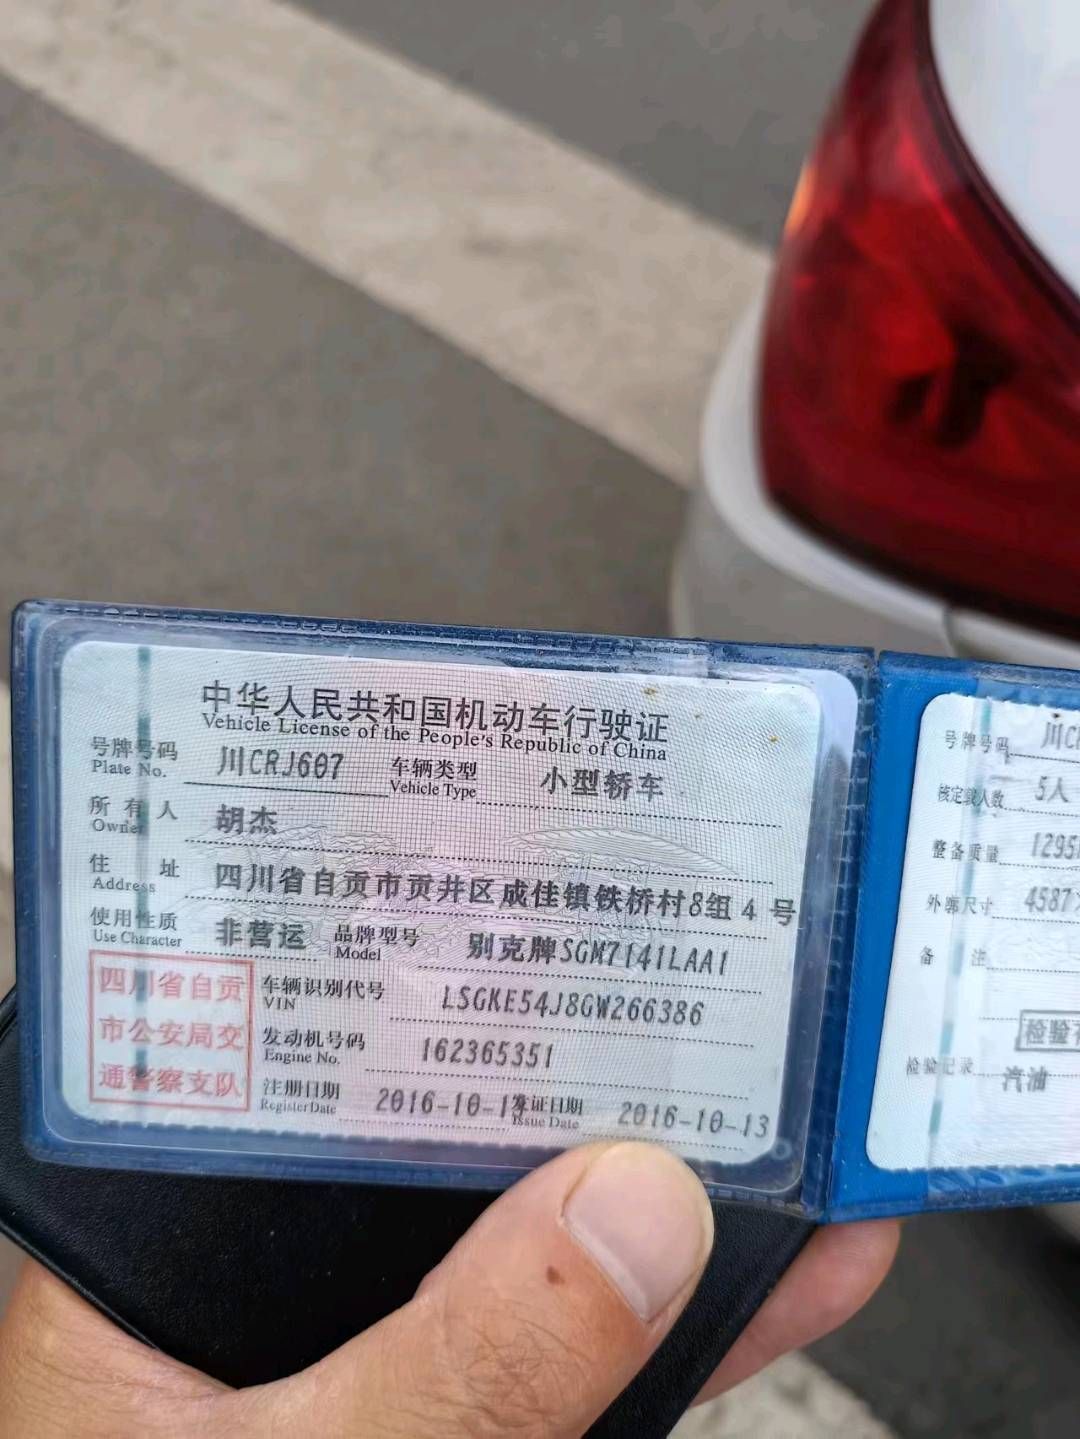 中华人民共和国机动车行驶证
Vehicle License of the People's Republic of China
号牌号码 川CRJ607 车辆类型 小型轿车
Plate No. Vehicle Type
所有人 胡杰
Owner
住址 四川省自贡市贡井区成佳镇铁桥村8组4号
Address
使用性质 非营运 品牌型号 别克牌SGM7141LAA1
Use Character Model
四川省自贡
市公安局交
通警察支队
车辆识别代号 LSGKE54J8GW266386
VIN
发动机号码 162365351
Engine No.
注册日期 2016-10-13 发证日期 2016-10-13
Register Date Issue Date
号牌号码 川C
核定载人数 5人
整备质量 1295
外廓尺寸 4587
备注
检验
检验记录 汽油